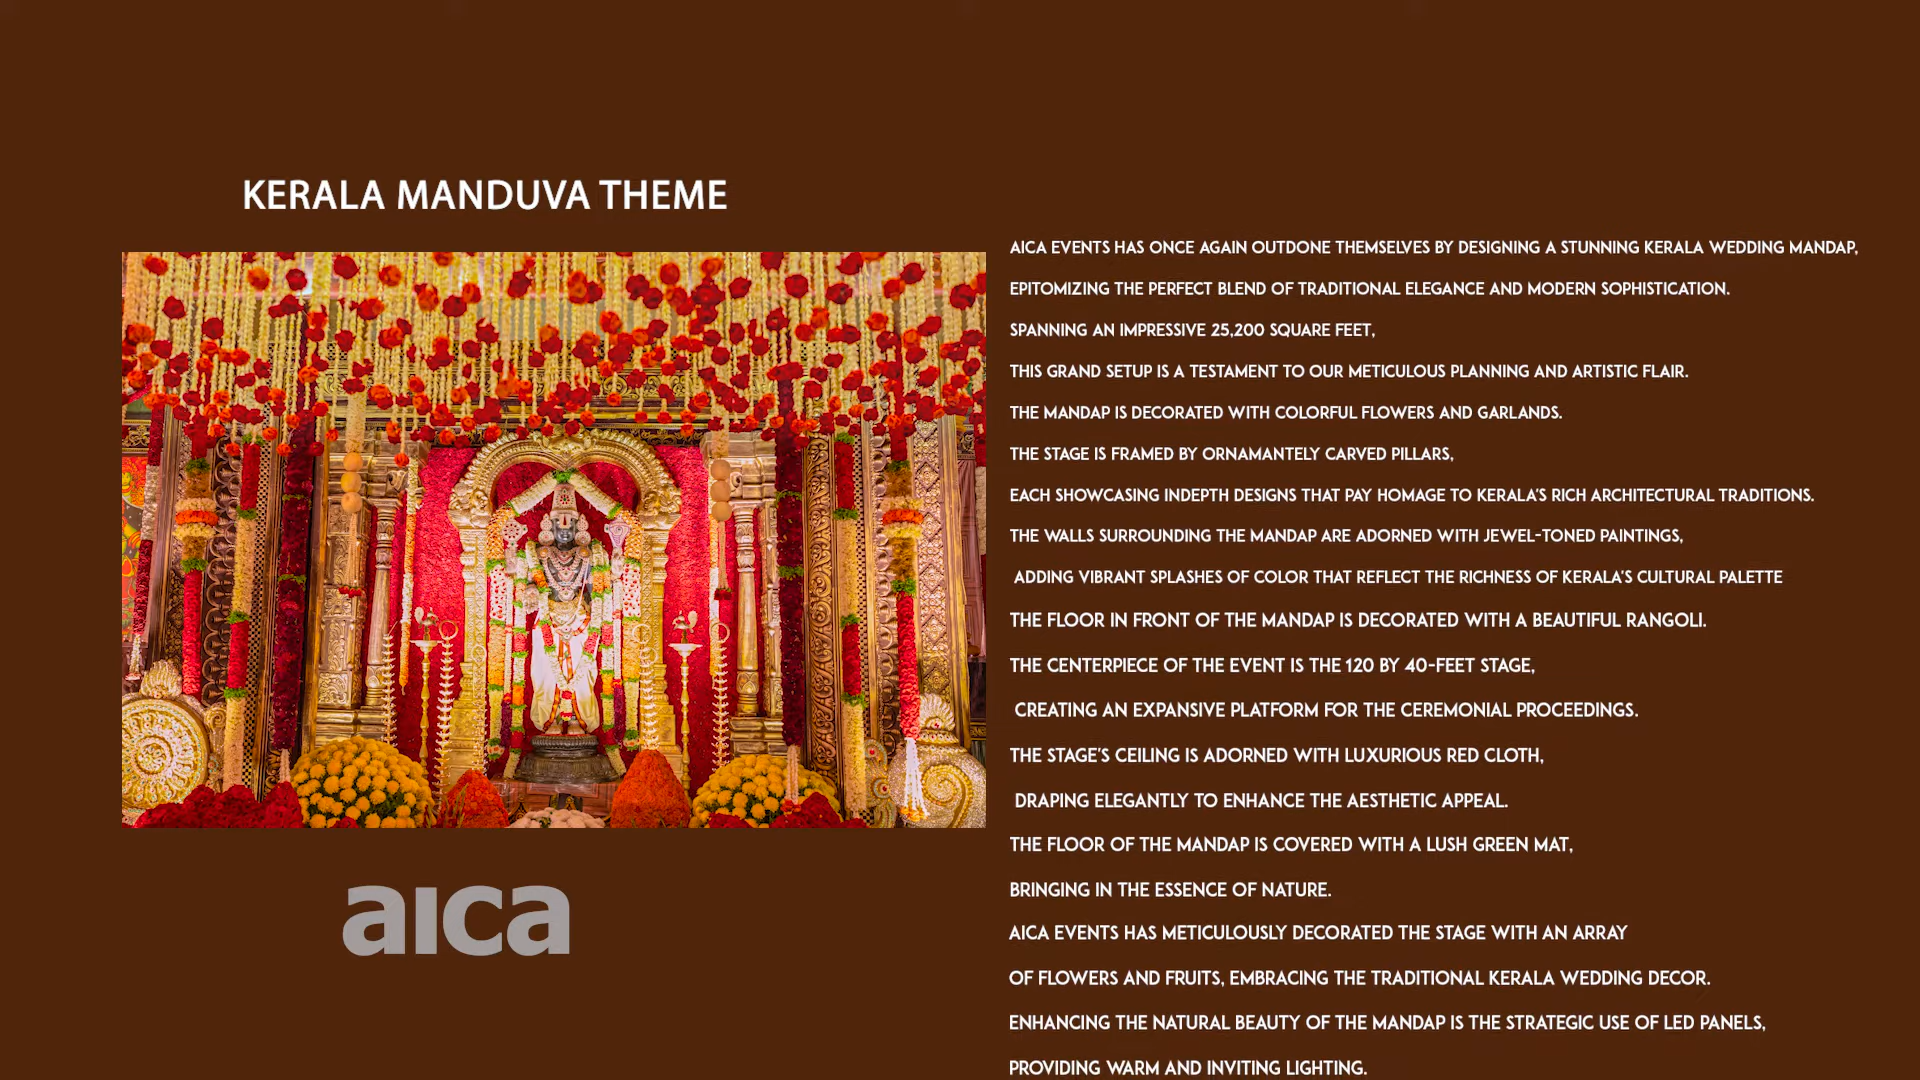 KERALA MANDUVA THEME
AICA EVENTS HAS ONCE AGAIN OUTDONE THEMSELVES BY DESIGNING A STUNNING KERALA WEDDING MANDAP,
EPITOMIZING THE PERFECT BLEND OF TRADITIONAL ELEGANCE AND MODERN SOPHISTICATION.
SPANNING AN IMPRESSIVE 25,200 SQUARE FEET,
THIS GRAND SETUP IS A TESTAMENT TO OUR METICULOUS PLANNING AND ARTISTIC FLAIR.
THE MANDAP IS DECORATED WITH COLORFUL FLOWERS AND GARLANDS.
THE STAGE IS FRAMED BY ORNAMANTELY CARVED PILLARS,
EACH SHOWCASING INDEPTH DESIGNS THAT PAY HOMAGE TO KERALA'S RICH ARCHITECTURAL TRADITIONS.
THE WALLS SURROUNDING THE MANDAP ARE ADORNED WITH JEWEL-TONED PAINTINGS,
ADDING VIBRANT SPLASHES OF COLOR THAT REFLECT THE RICHNESS OF KERALA'S CULTURAL PALETTE
THE FLOOR IN FRONT OF THE MANDAP IS DECORATED WITH A BEAUTIFUL RANGOLI.
THE CENTERPIECE OF THE EVENT IS THE 120 BY 40-FEET STAGE,
CREATING AN EXPANSIVE PLATFORM FOR THE CEREMONIAL PROCEEDINGS.
THE STAGE'S CEILING IS ADORNED WITH LUXURIOUS RED CLOTH,
DRAPING ELEGANTLY TO ENHANCE THE AESTHETIC APPEAL.
THE FLOOR OF THE MANDAP IS COVERED WITH A LUSH GREEN MAT,
BRINGING IN THE ESSENCE OF NATURE.
AICA EVENTS HAS METICULOUSLY DECORATED THE STAGE WITH AN ARRAY
OF FLOWERS AND FRUITS, EMBRACING THE TRADITIONAL KERALA WEDDING DECOR.
ENHANCING THE NATURAL BEAUTY OF THE MANDAP IS THE STRATEGIC USE OF LED PANELS,
PROVIDING WARM AND INVITING LIGHTING.
aıca